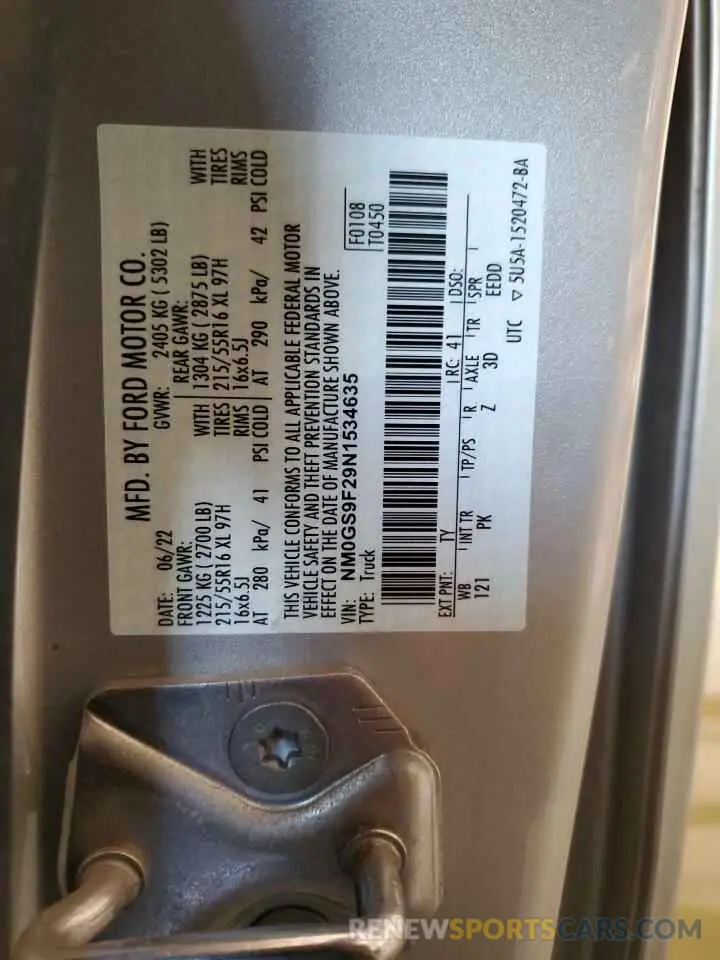 MFD. BY FORD MOTOR CO.
DATE: 06/22 GVWR: 2405 KG ( 5302 LB)
FRONT GAWR: REAR GAWR:
1225 KG ( 2700 LB) WITH 1304 KG ( 2875 LB) WITH
215/55R16 XL 97H TIRES 215/55R16 XL 97H TIRES
16x6.5J RIMS 16x6.5J RIMS
AT 280 kPa/ 41 PSI COLD AT 290 kPa/ 42 PSI COLD
THIS VEHICLE CONFORMS TO ALL APPLICABLE FEDERAL MOTOR
VEHICLE SAFETY AND THEFT PREVENTION STANDARDS IN
EFFECT ON THE DATE OF MANUFACTURE SHOWN ABOVE.
VIN: NM0GS9F29N1534635 F0108
TYPE: Truck T0450
EXT PNT: TY RC: 41 DSO:
WB INT TR TP/PS R AXLE TR SPR
121 PK Z 3D EEDD
UTC ▽ 5U5A-1520472-BA
RENEWSPORTSCARS.COM